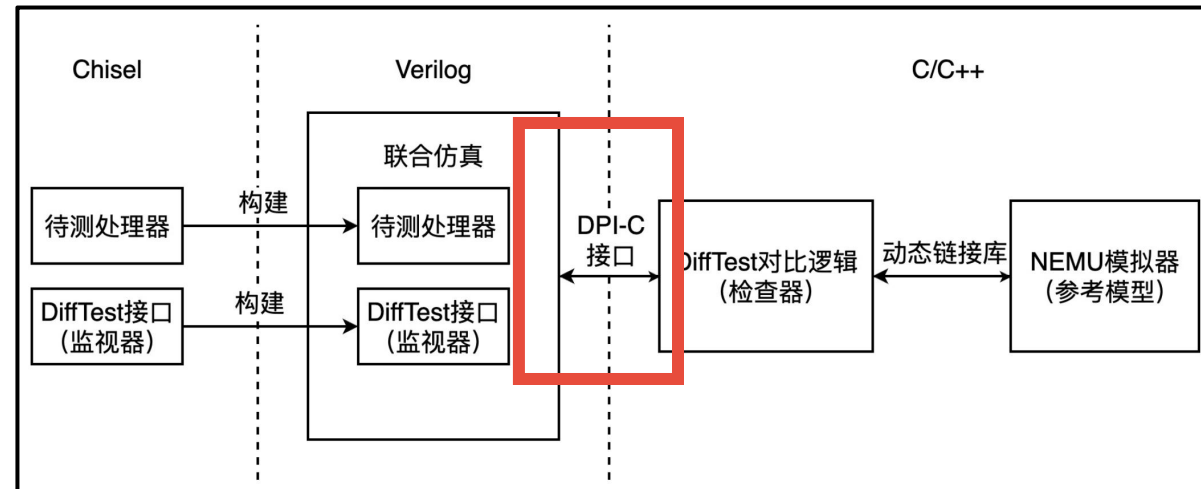 Chisel
Verilog
C/C++
联合仿真
待测处理器
构建
待测处理器
DPI-C
接口
DiffTest对比逻辑
(检查器)
动态链接库
NEMU模拟器
(参考模型)
DiffTest接口
(监视器)
构建
DiffTest接口
(监视器)